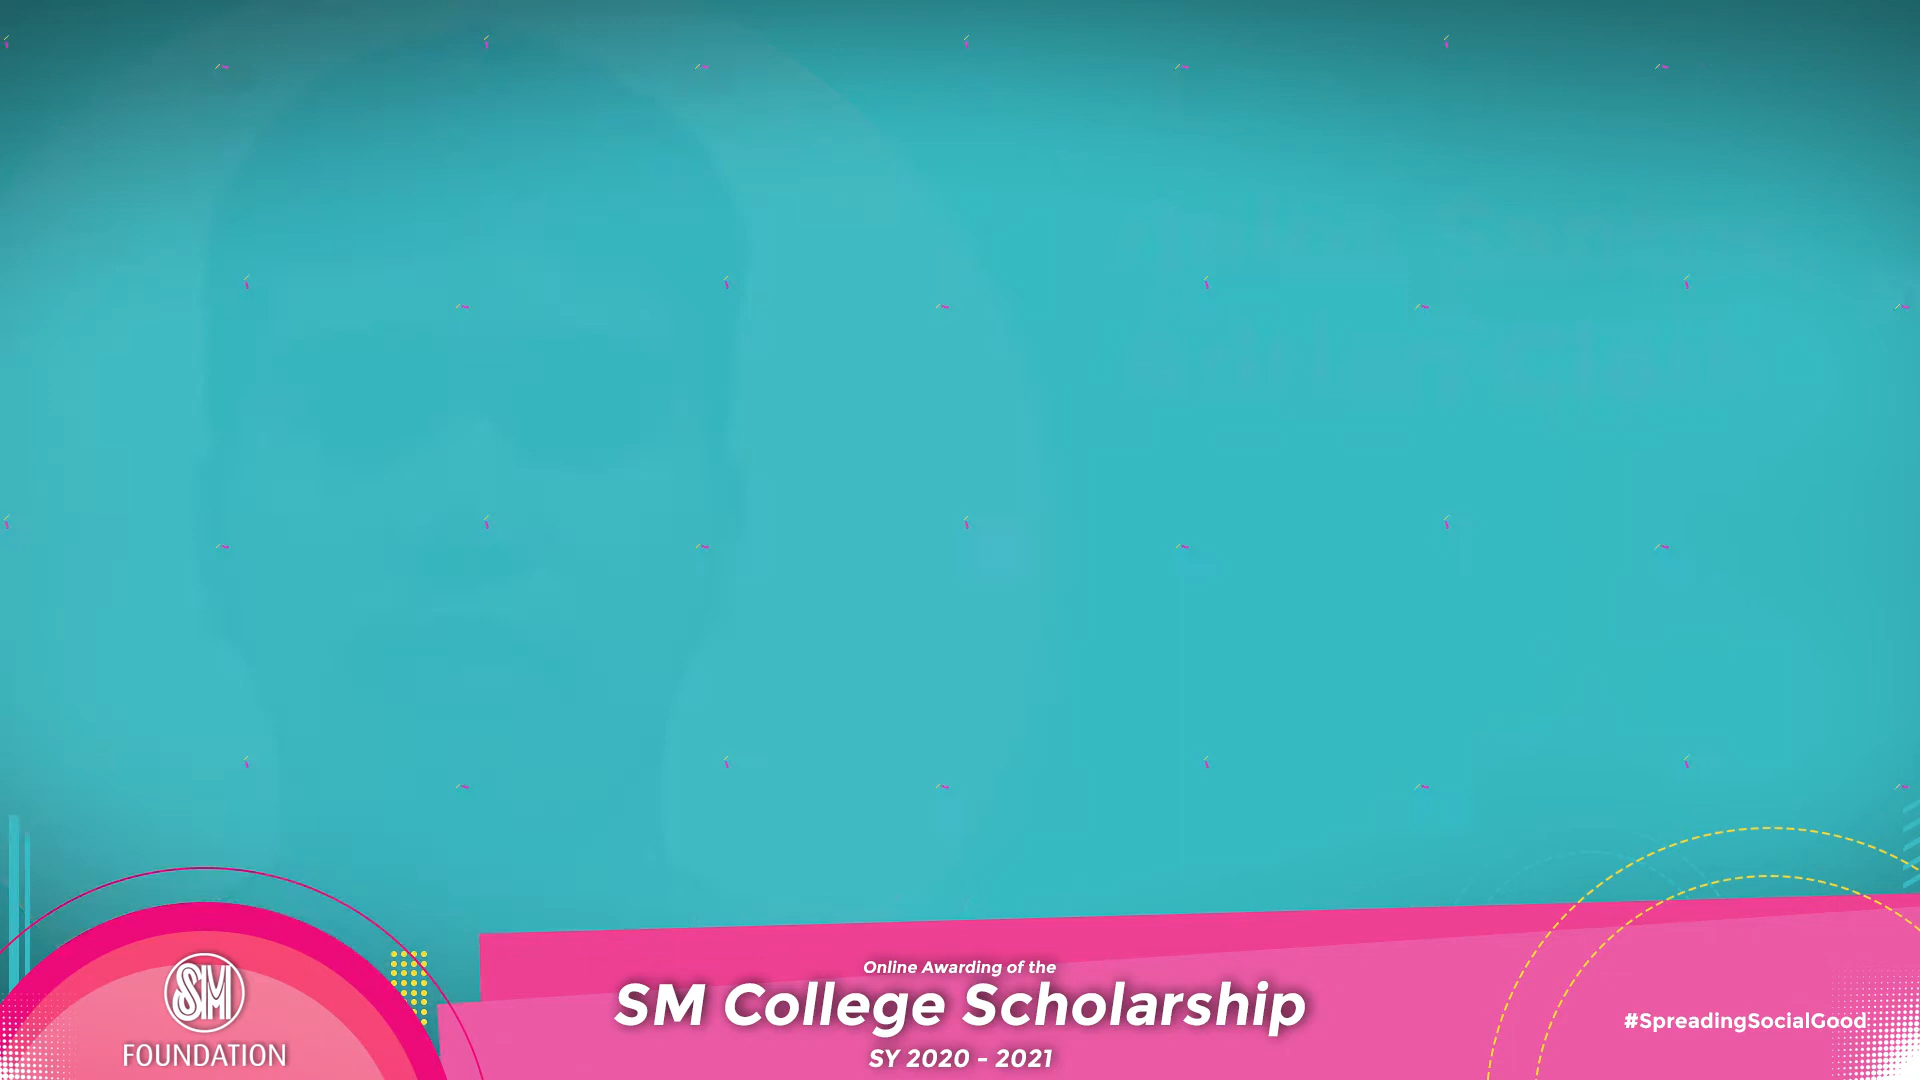 Online Awarding of the
SM College Scholarship
SY 2020 - 2021
SM
FOUNDATION
#SpreadingSocialGood